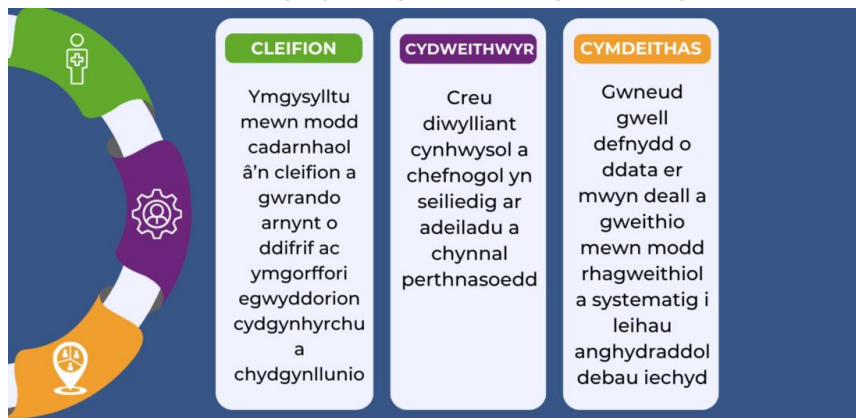 CLEIFION
Ymgysylltu
mewn modd
cadarnhaol
â'n cleifion a
gwrando
arnynt o
ddifrif ac
ymgorffori
egwyddorion
cydgynhyrchu
a
chydgynllunio
CYDWEITHWYR
Creu
diwylliant
cynhwysol a
chefnogol yn
seiliedig ar
adeiladu a
chynnal
perthnasoedd
CYMDEITHAS
Gwneud
gwell
defnydd o
ddata er
mwyn deall a
gweithio
mewn modd
rhagweithiol
a systematig i
leihau
anghydraddol
debau iechyd